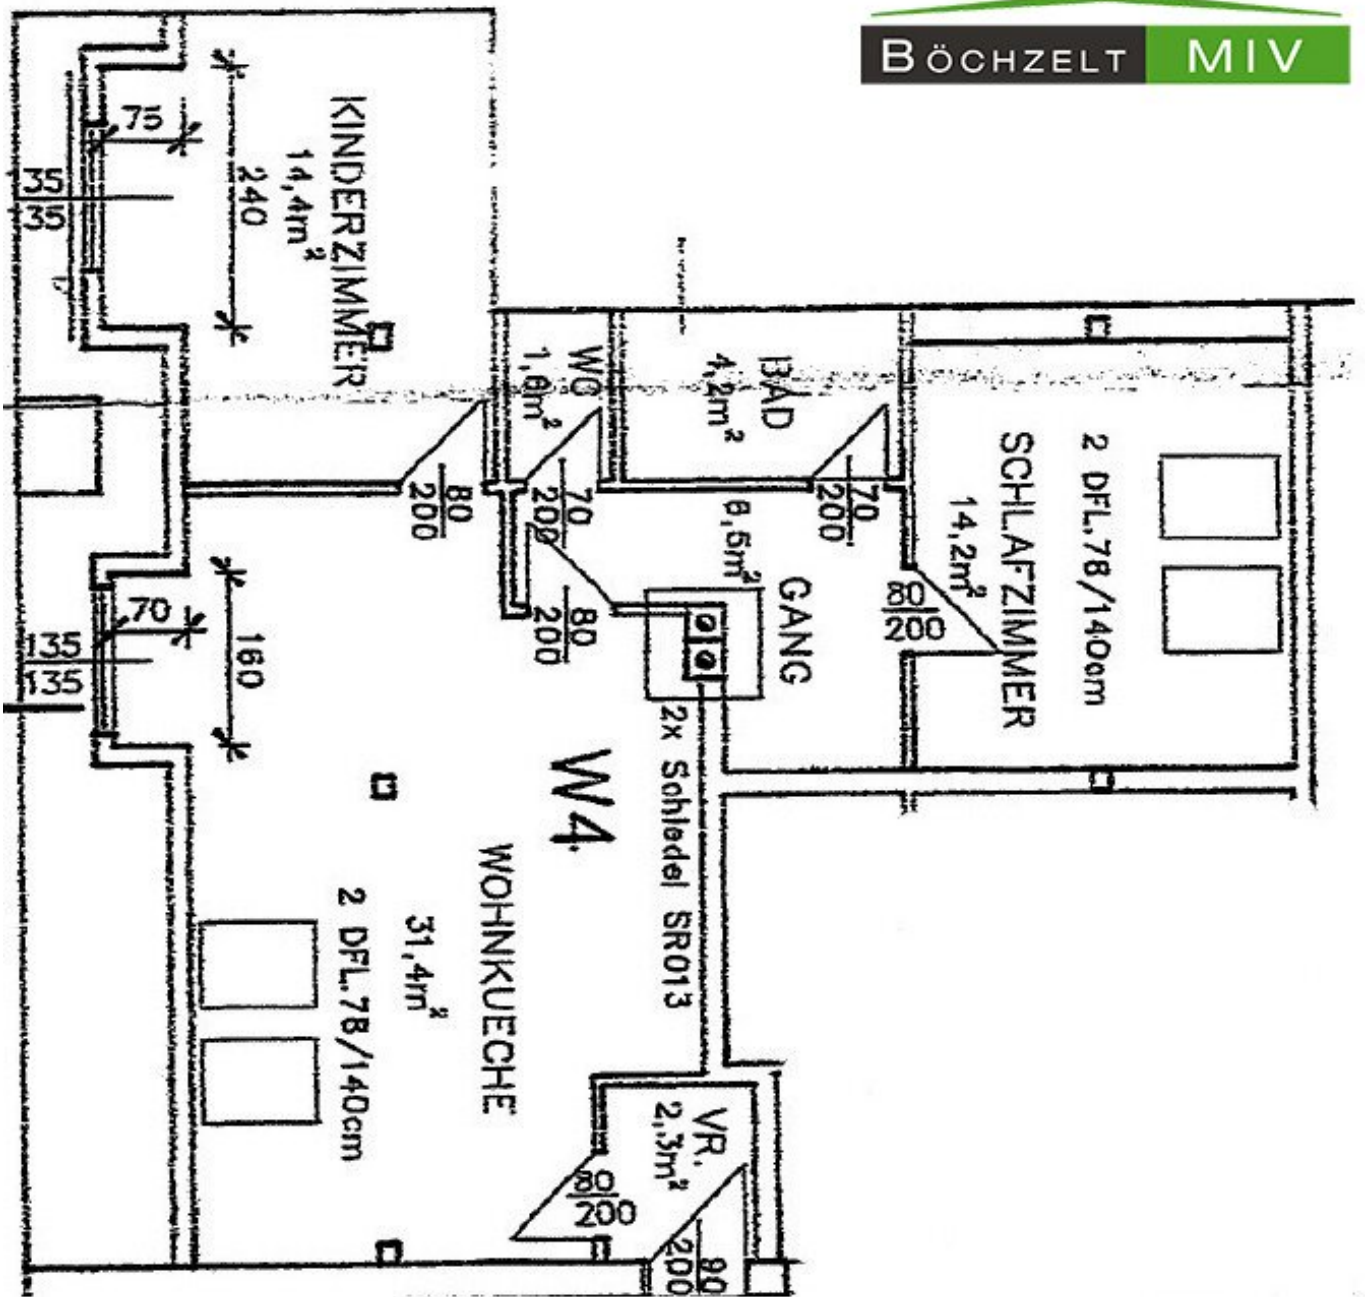 BÖCHZELT MIV
KINDERZIMMER
14,4m²
240
75
35
35
WC
1,6m²
BAD
4,2m²
2 DFL.78/140cm
SCHLAFZIMMER
14,2m²
80
200
70
200
70
200
80
200
GANG
6,5m²
80
200
160
70
135
135
2x Schiedel SR013
W4.
WOHNKUECHE
31,4m²
2 DFL.78/140cm
VR.
2,3m²
80
200
90
200